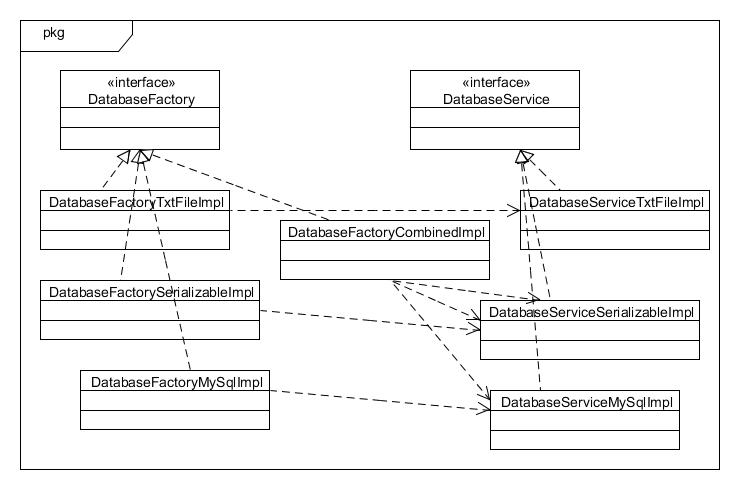 pkg
«interface»
DatabaseFactory
«interface»
DatabaseService
DatabaseFactoryTxtFileImpl
DatabaseServiceTxtFileImpl
DatabaseFactoryCombinedImpl
DatabaseFactorySerializableImpl
DatabaseServiceSerializableImpl
DatabaseFactoryMySqlImpl
DatabaseServiceMySqlImpl